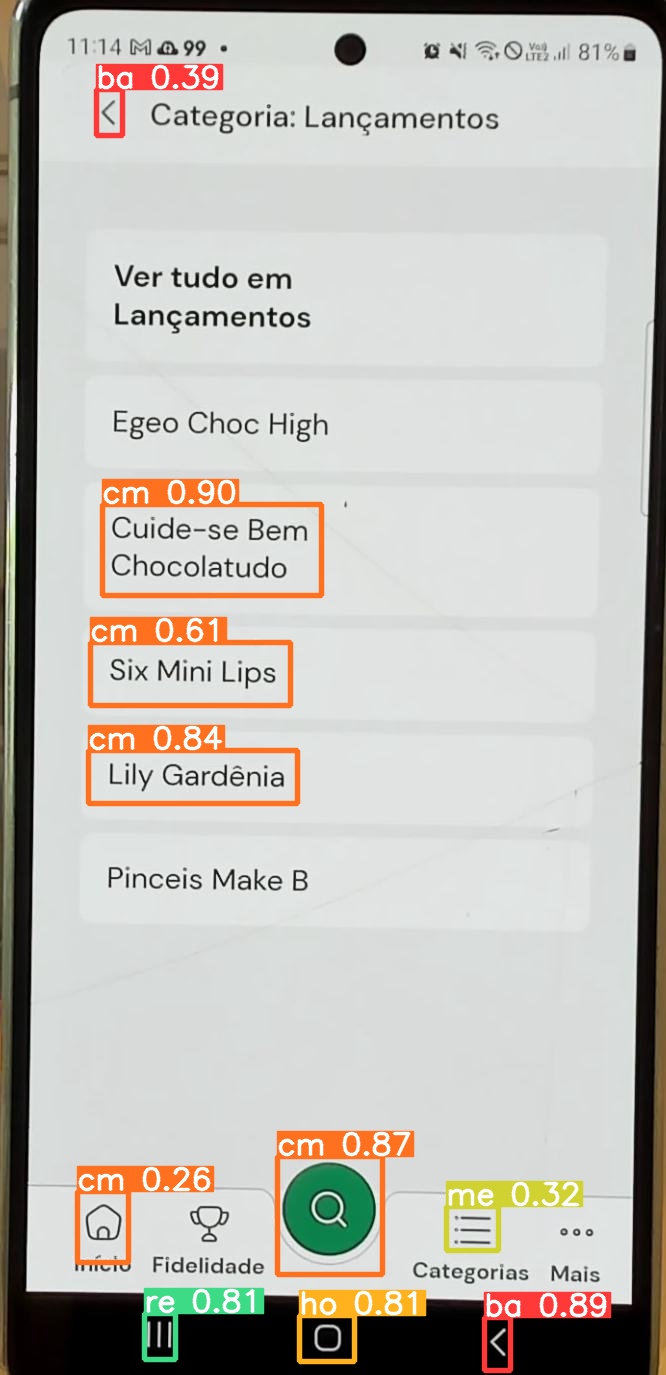 11:14 M 99 •
Voj) LTE2 81%
ba 0.39
Categoria: Lançamentos
Ver tudo em
Lançamentos
Egeo Choc High
cm 0.90
Cuide-se Bem
Chocolatudo
cm 0.61
Six Mini Lips
cm 0.84
Lily Gardênia
Pinceis Make B
cm 0.87
cm 0.26
me 0.32
Início Fidelidade Categorias Mais
re 0.81 ho 0.81 ba 0.89